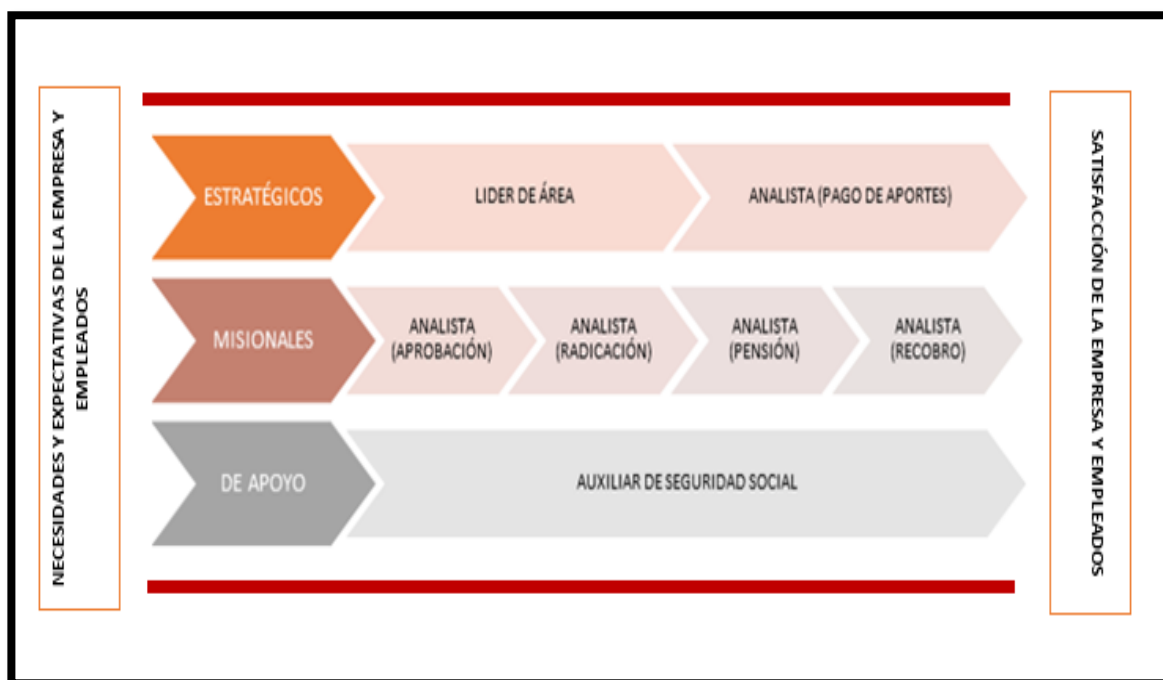 NECESIDADES Y EXPECTATIVAS DE LA EMPRESA Y
EMPLEADOS
ESTRATÉGICOS
LIDER DE ÁREA
ANALISTA (PAGO DE APORTES)
MISIONALES
ANALISTA
(APROBACIÓN)
ANALISTA
(RADICACIÓN)
ANALISTA
(PENSIÓN)
ANALISTA
(RECOBRO)
DE APOYO
AUXILIAR DE SEGURIDAD SOCIAL
SATISFACCIÓN DE LA EMPRESA Y EMPLEADOS